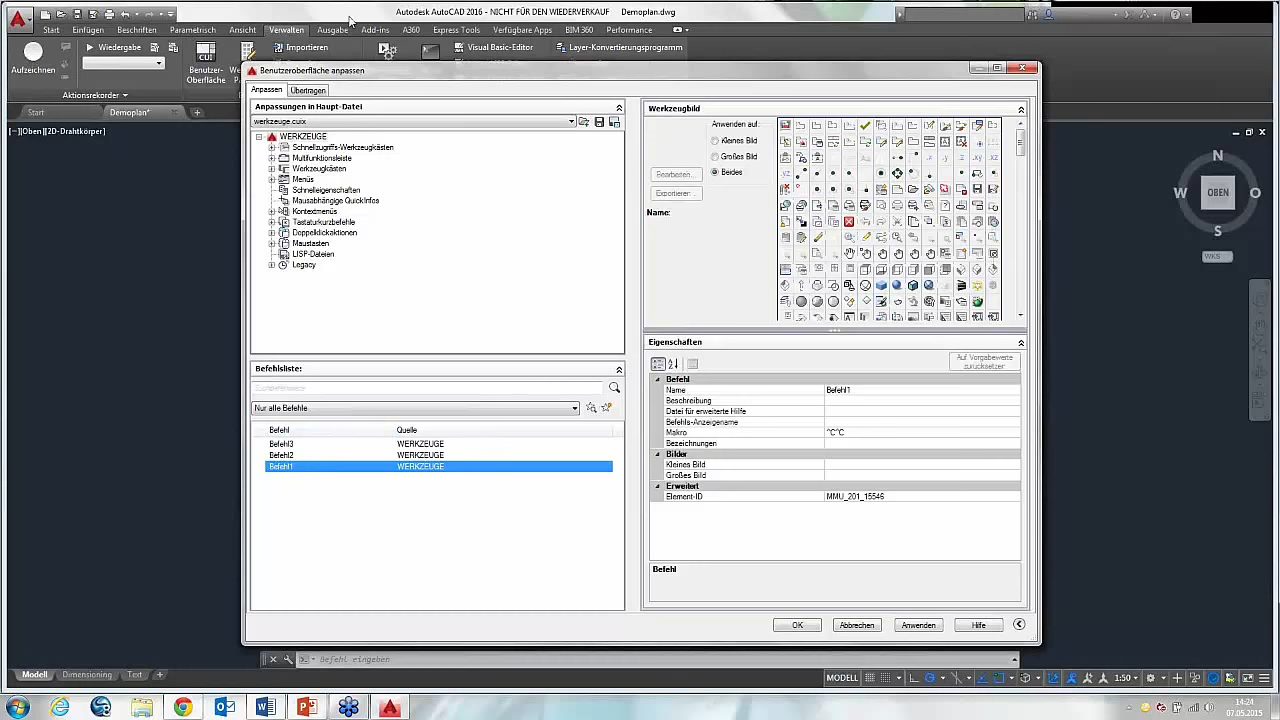 Autodesk AutoCAD 2016 - NICHT FÜR DEN WIEDERVERKAUF Demoplan.dwg
Start Einfügen Beschriften Parametrisch Ansicht Verwalten Ausgabe Add-ins A360 Express Tools Verfügbare Apps BIM 360 Performance
Wiedergabe
Importieren
Visual Basic-Editor
Layer-Konvertierungsprogramm
Aufzeichnen
CUI
Benutzer-
Oberfläche
Aktionsrekorder
Start Demoplan*
[−][Oben][2D-Drahtkörper]
Benutzeroberfläche anpassen
Anpassen Übertragen
Anpassungen in Haupt-Datei
werkzeuge.cuix
WERKZEUGE
Schnellzugriffs-Werkzeugkästen
Multifunktionsleiste
Werkzeugkästen
Menüs
Schnelleigenschaften
Mausabhängige QuickInfos
Kontextmenüs
Tastaturkurzbefehle
Doppelklickaktionen
Maustasten
LISP-Dateien
Legacy
Befehlsliste:
Nur alle Befehle
Befehl Quelle
Befehl3 WERKZEUGE
Befehl2 WERKZEUGE
Befehl1 WERKZEUGE
Werkzeugbild
Anwenden auf:
Kleines Bild
Großes Bild
Beides
Bearbeiten...
Exportieren...
Name:
Eigenschaften
Auf Vorgabewerte
zurücksetzen
Befehl
Name Befehl1
Beschreibung
Datei für erweiterte Hilfe
Befehls-Anzeigename
Makro ^C^C
Bezeichnungen
Bilder
Kleines Bild
Großes Bild
Erweitert
Element-ID MMU_201_15546
Befehl
OK Abbrechen Anwenden Hilfe
N
W OBEN O
S
WKS
Befehl eingeben
Modell Dimensioning Text
MODELL 1:50
14:24
07.05.2015